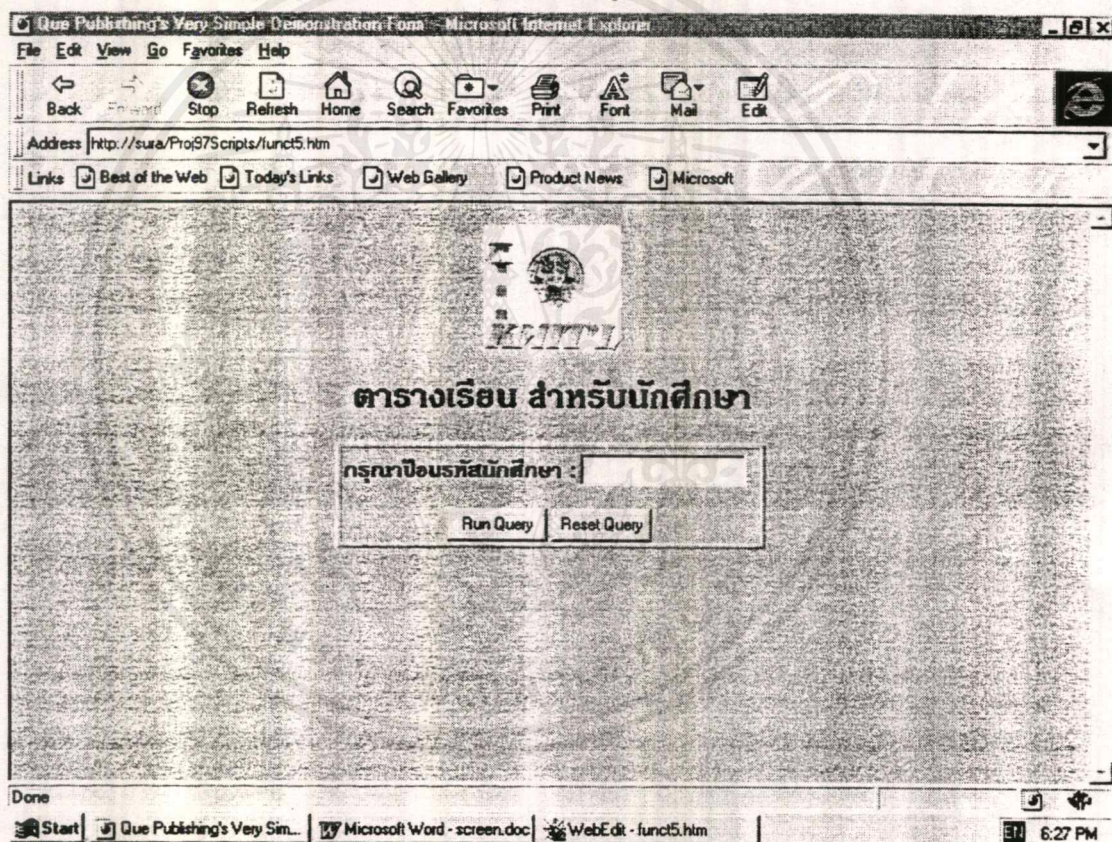 Que Publishing's Very Simple Demonstration Form - Microsoft Internet Explorer
File Edit View Go Favorites Help
Back Forward Stop Refresh Home Search Favorites Print Font Mail Edit
Address http://sura/Proj97Scripts/funct5.htm
Links Best of the Web Today's Links Web Gallery Product News Microsoft
KMITL
ตารางเรียน สำหรับนักศึกษา
กรุณาป้อนรหัสนักศึกษา :
Run Query Reset Query
Done
Start Que Publishing's Very Sim... Microsoft Word - screen.doc WebEdit - funct5.htm EN 6:27 PM